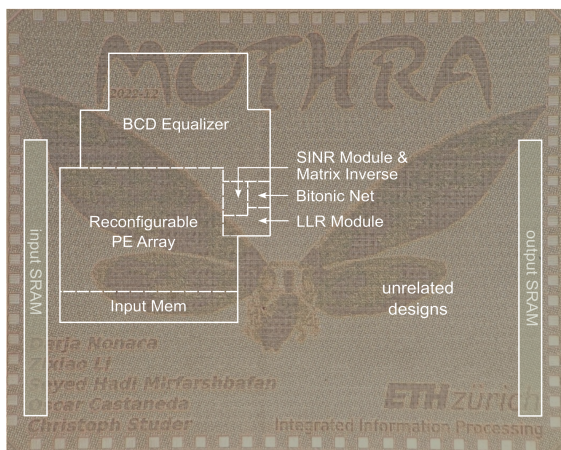 MOTHRA
2022-12
BCD Equalizer
SINR Module &
Matrix Inverse
Bitonic Net
LLR Module
Reconfigurable
PE Array
Input Mem
input SRAM
output SRAM
unrelated
designs
Darja Nonaca
Zixiao Li
Seyed Hadi Mirfarshbafan
Oscar Castaneda
Christoph Studer
ETH zürich
Integrated Information Processing